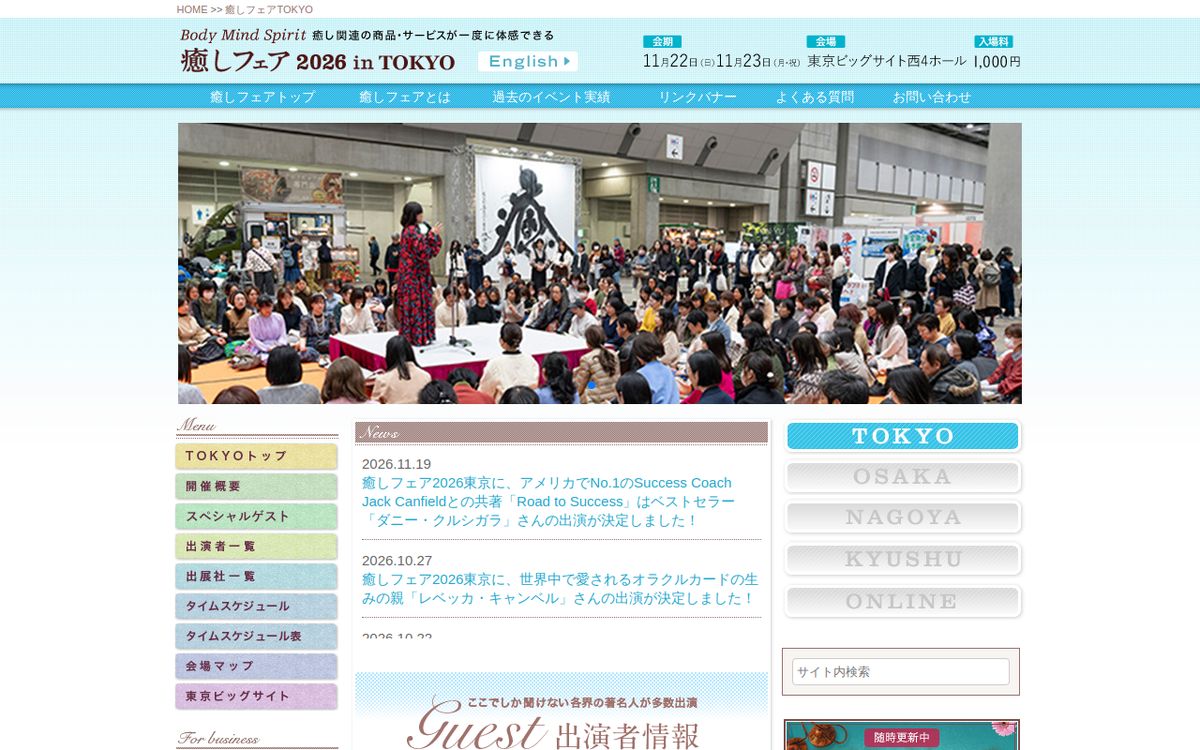 HOME >> 癒しフェアTOKYO
Body Mind Spirit 癒し関連の商品・サービスが一度に体感できる
癒しフェア 2026 in TOKYO
English
会期
会場
入場料
11月22日(日)11月23日(月・祝) 東京ビッグサイト西4ホール 1,000円
癒しフェアトップ 癒しフェアとは 過去のイベント実績 リンクバナー よくある質問 お問い合わせ
癒
Menu
TOKYOトップ
開催概要
スペシャルゲスト
出演者一覧
出展社一覧
タイムスケジュール
タイムスケジュール表
会場マップ
東京ビッグサイト
For business
News
2026.11.19
癒しフェア2026東京に、アメリカでNo.1のSuccess Coach
Jack Canfieldとの共著「Road to Success」はベストセラー
「ダニー・クルシガラ」さんの出演が決定しました！
2026.10.27
癒しフェア2026東京に、世界中で愛されるオラクルカードの生
みの親「レベッカ・キャンベル」さんの出演が決定しました！
2026.10.22
ここでしか聞けない各界の著名人が多数出演
Guest 出演者情報
TOKYO
OSAKA
NAGOYA
KYUSHU
ONLINE
サイト内検索
随時更新中